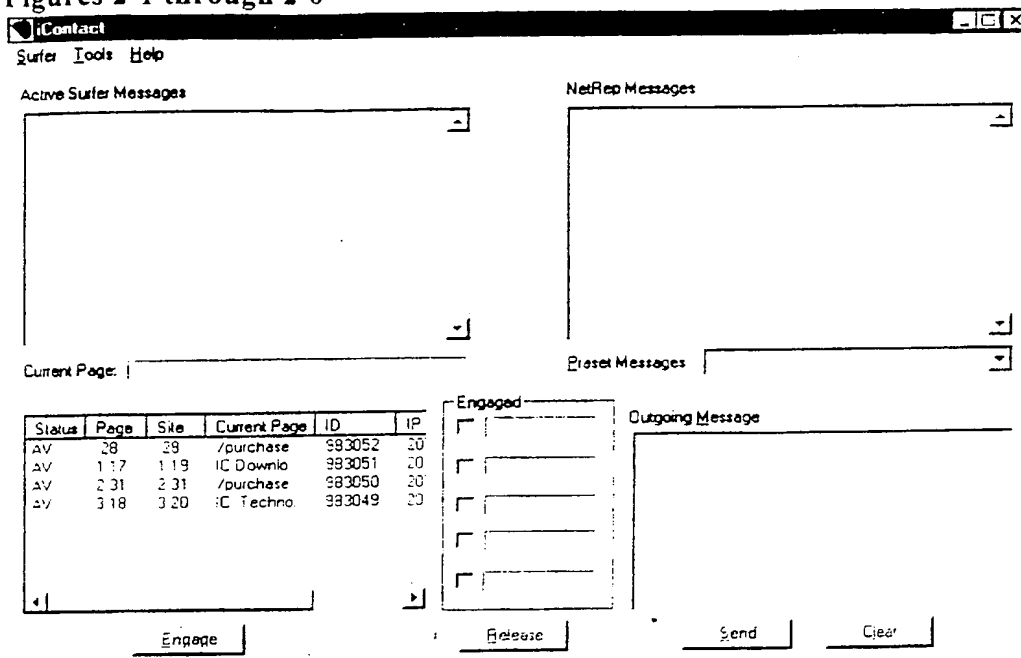 Figures 2-1 through 2-6
iContact
Surfer Tools Help
Active Surfer Messages
NetRep Messages
Current Page:
Preset Messages
Status Page Site Current Page ID IP
AV 28 29 /purchase 983052 20
AV 1:17 1:19 IC Downlo 983051 20
AV 2:31 2:31 /purchase 983050 20
AV 3:18 3:20 IC Techno. 983049 20
Engaged
Outgoing Message
Engage
Release
Send
Clear